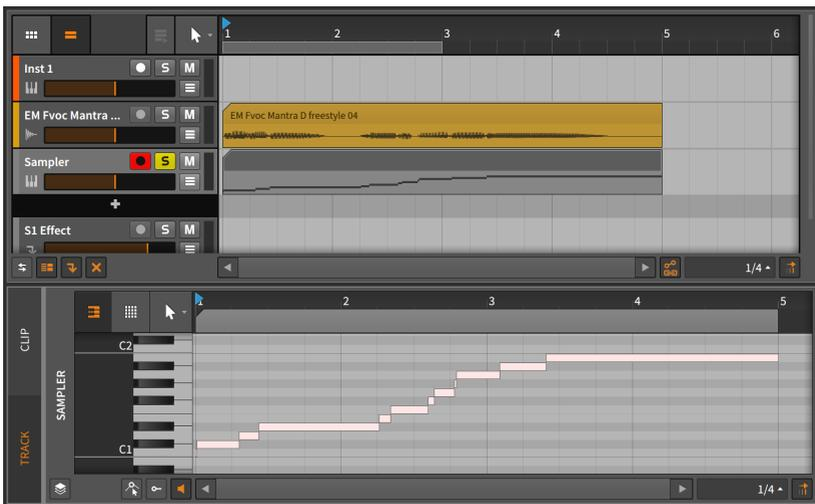 1 2 3 4 5 6
Inst 1 S M
EM Fvoc Mantra ... S M
EM Fvoc Mantra D freestyle 04
Sampler S M
+
S1 Effect S M
1/4
1 2 3 4 5
CLIP
TRACK
SAMPLER
C2
C1
1/4